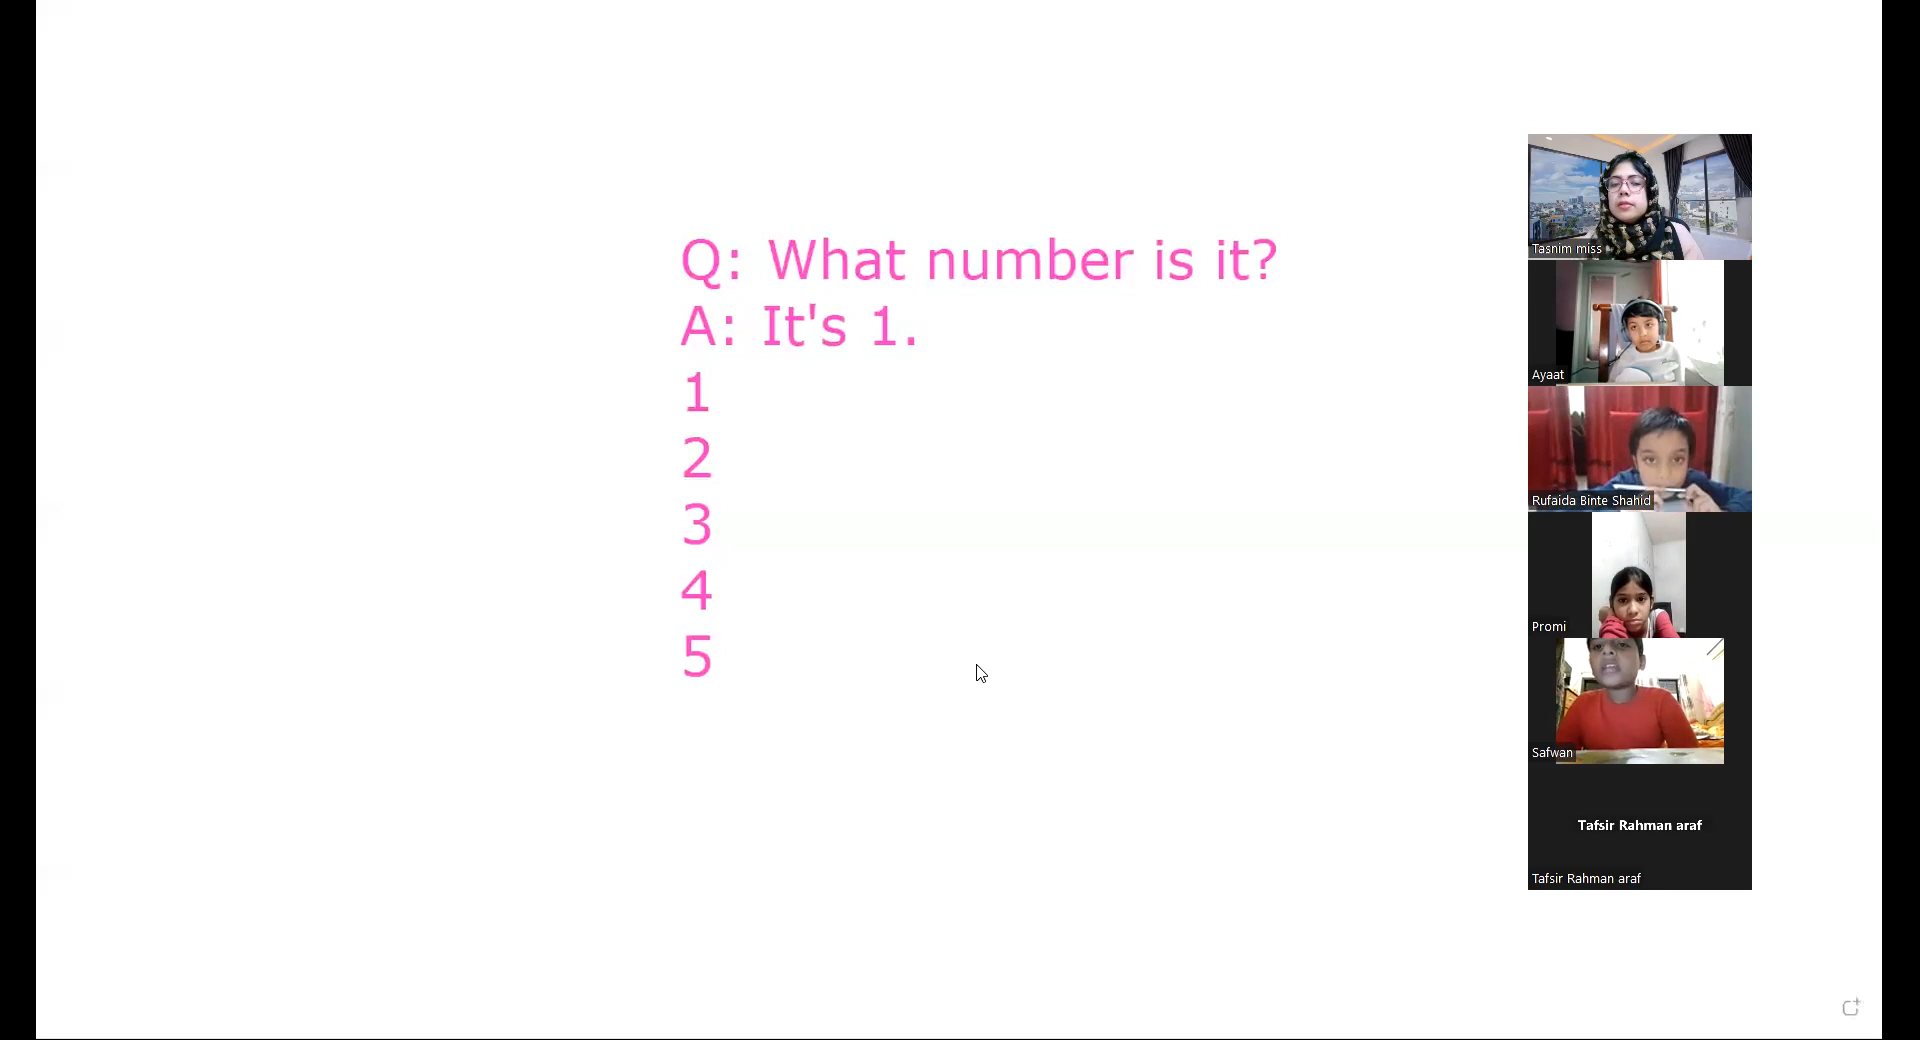 Q: What number is it?
A: It's 1.
1
2
3
4
5
Tasnim miss
Ayaat
Rufaida Binte Shahid
Promi
Safwan
Tafsir Rahman araf
Tafsir Rahman araf